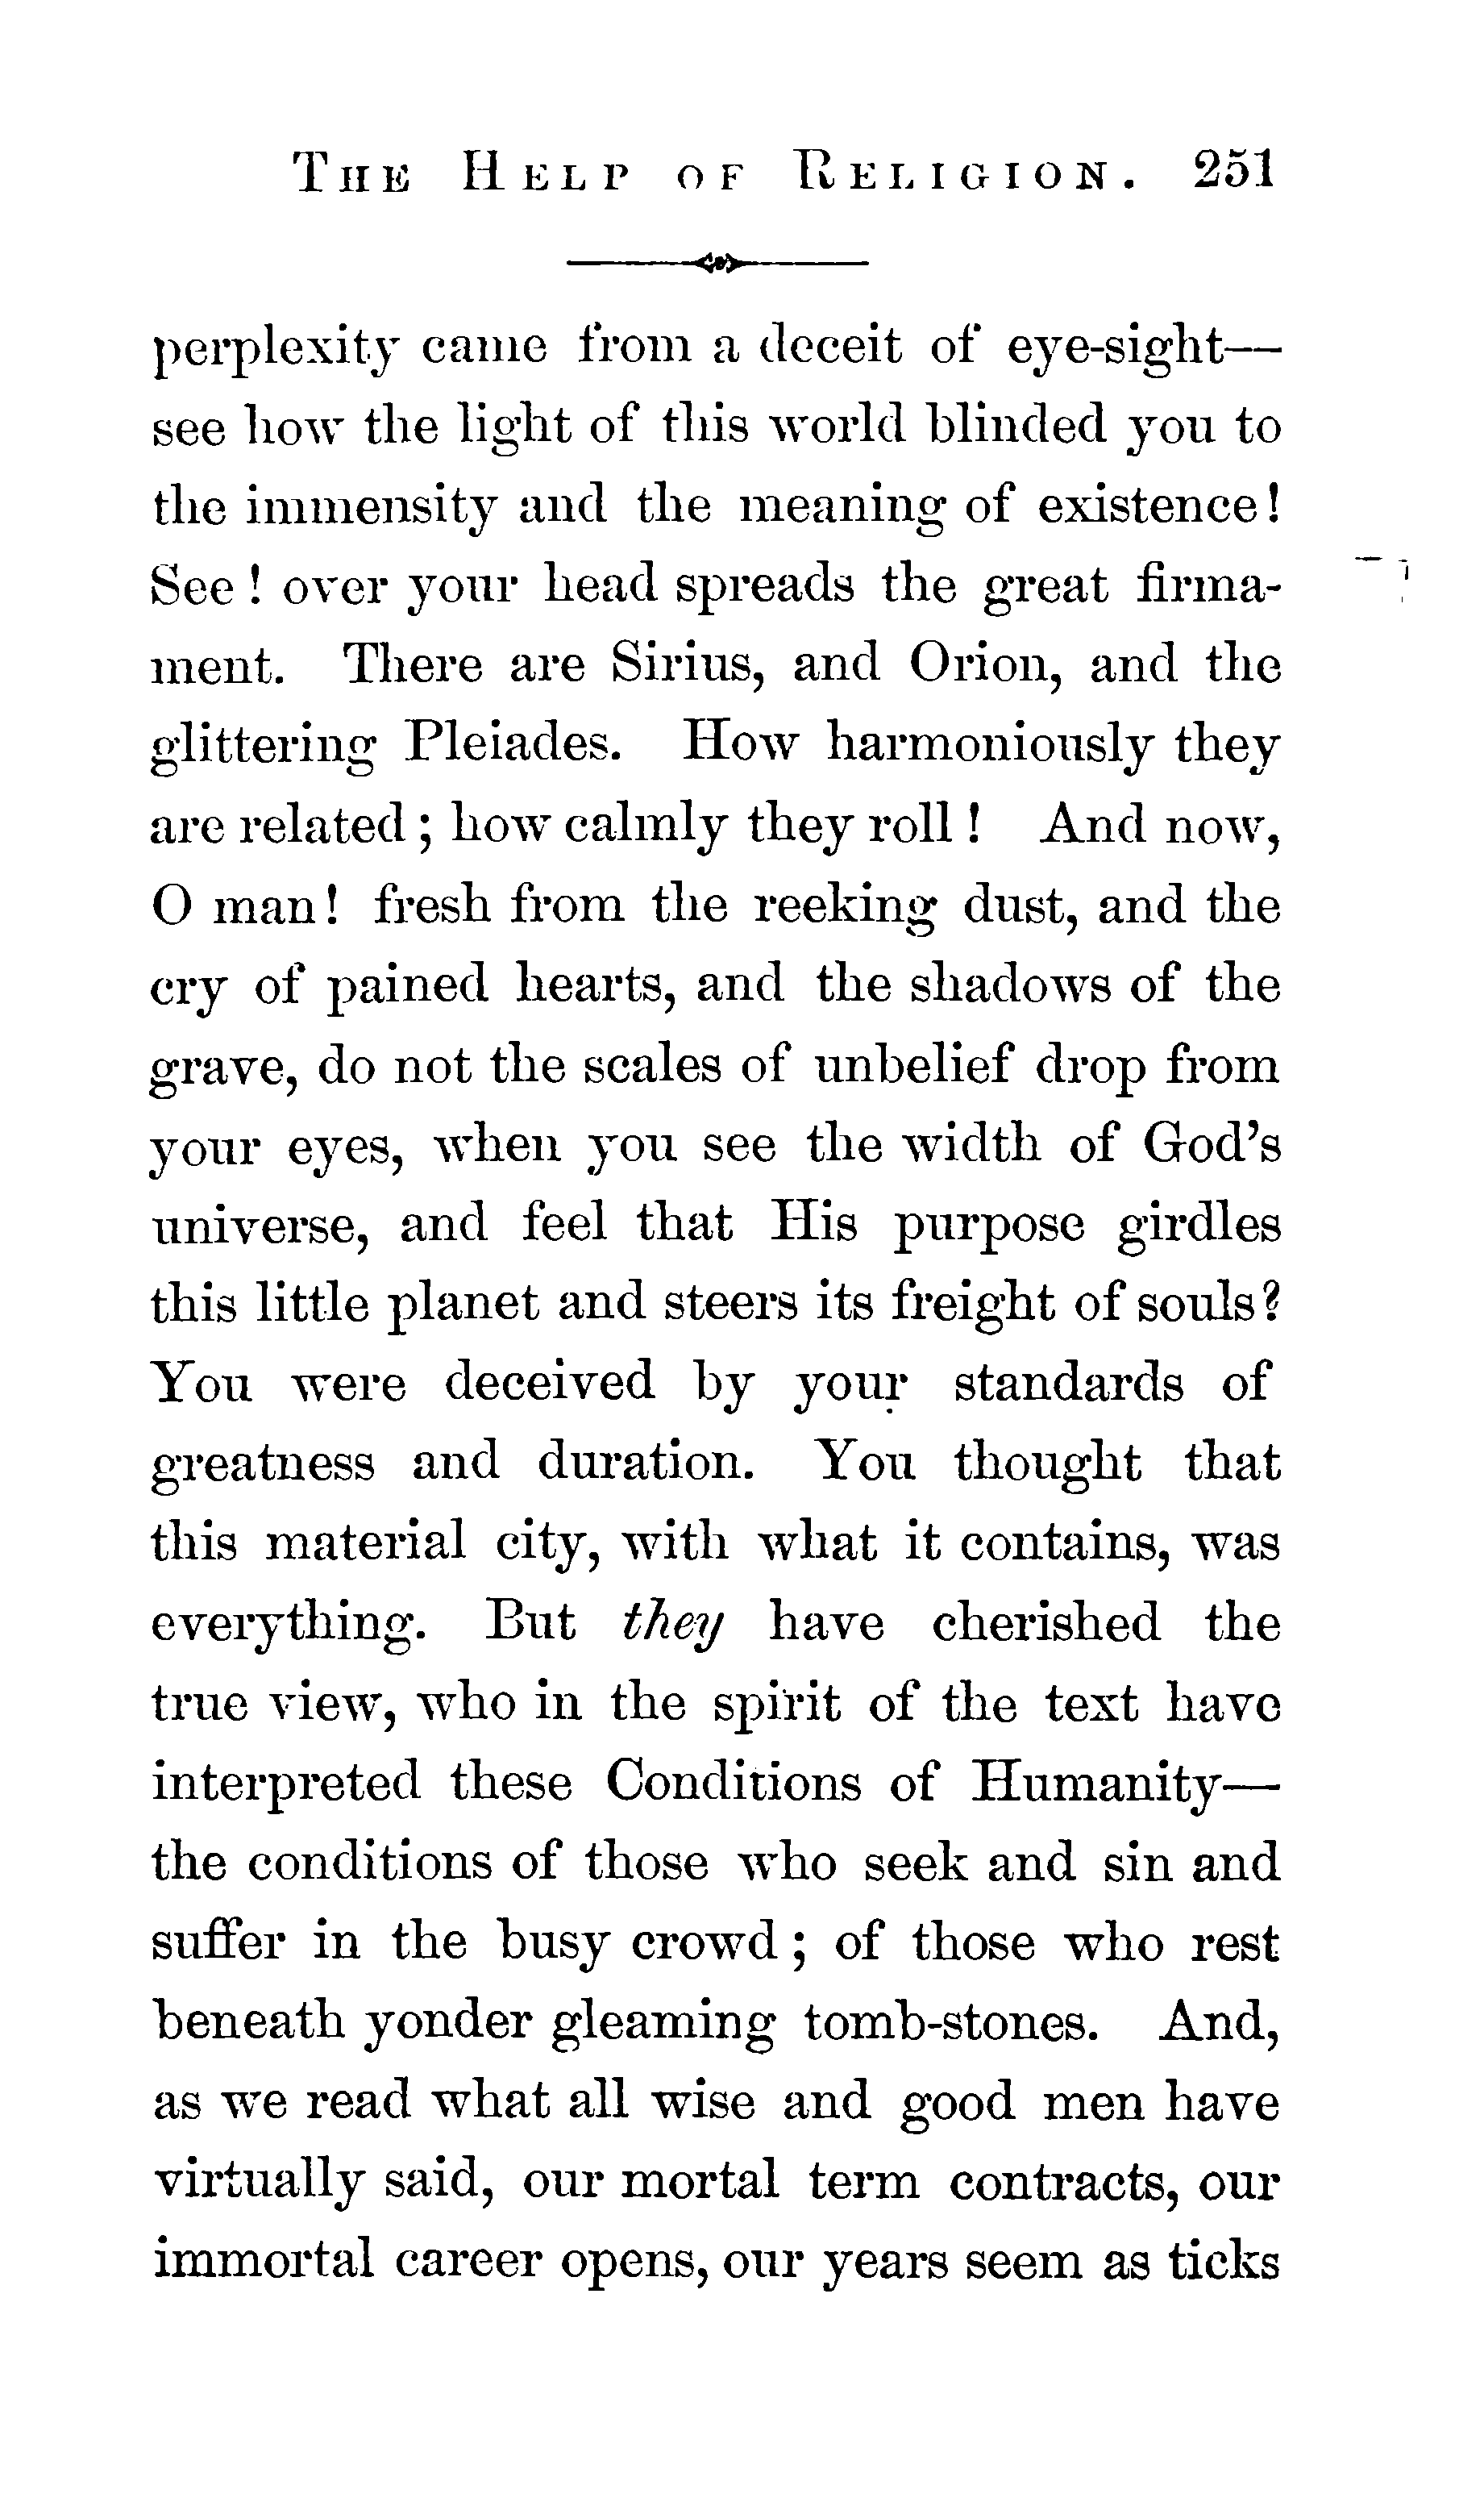 THE HELP OF RELIGION. 251
perplexity came from a deceit of eye-sight—
see how the light of this world blinded you to
the immensity and the meaning of existence!
See! over your head spreads the great firma-
ment. There are Sirius, and Orion, and the
glittering Pleiades. How harmoniously they
are related; how calmly they roll! And now,
O man! fresh from the reeking dust, and the
cry of pained hearts, and the shadows of the
grave, do not the scales of unbelief drop from
your eyes, when you see the width of God's
universe, and feel that His purpose girdles
this little planet and steers its freight of souls?
You were deceived by your standards of
greatness and duration. You thought that
this material city, with what it contains, was
everything. But they have cherished the
true view, who in the spirit of the text have
interpreted these Conditions of Humanity—
the conditions of those who seek and sin and
suffer in the busy crowd; of those who rest
beneath yonder gleaming tomb-stones. And,
as we read what all wise and good men have
virtually said, our mortal term contracts, our
immortal career opens, our years seem as ticks